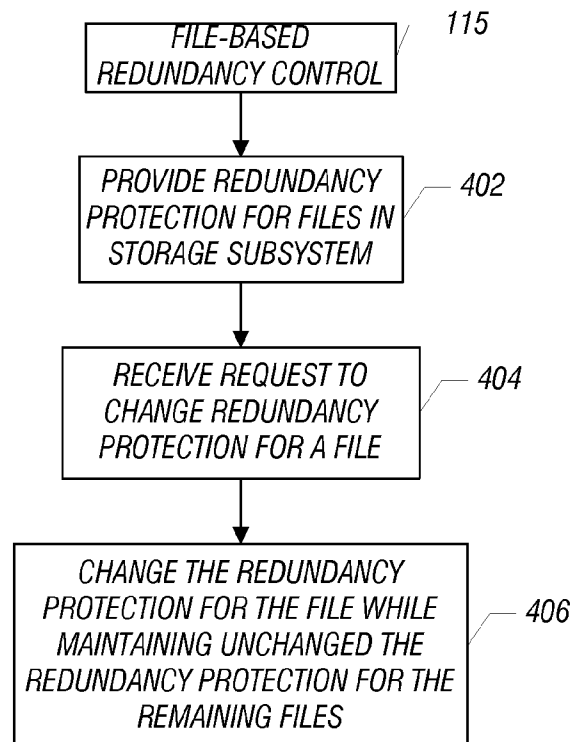 115
FILE-BASED
REDUNDANCY CONTROL
PROVIDE REDUNDANCY
PROTECTION FOR FILES IN
STORAGE SUBSYSTEM
402
RECEIVE REQUEST TO
CHANGE REDUNDANCY
PROTECTION FOR A FILE
404
CHANGE THE REDUNDANCY
PROTECTION FOR THE FILE WHILE
MAINTAINING UNCHANGED THE
REDUNDANCY PROTECTION FOR THE
REMAINING FILES
406